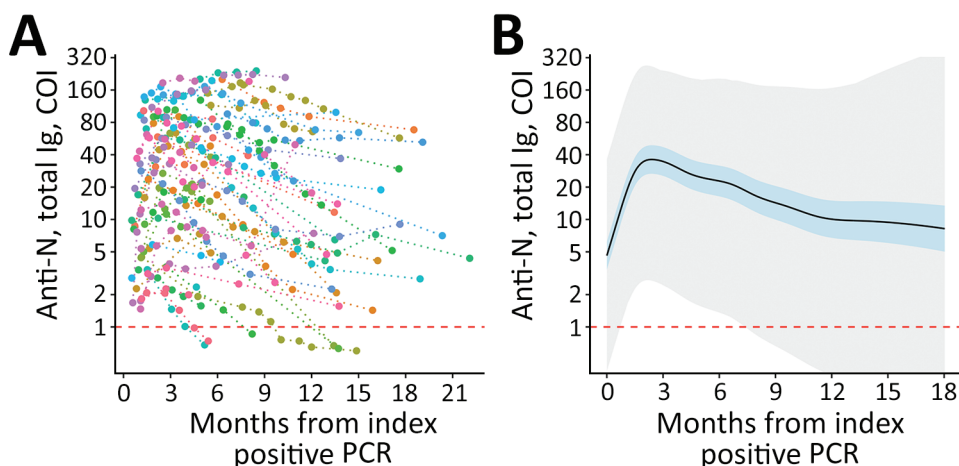 A
Anti-N, total Ig, COI
320
160
80
40
20
10
5
2
1
0 3 6 9 12 15 18 21
Months from index
positive PCR
B
Anti-N, total Ig, COI
320
160
80
40
20
10
5
2
1
0 3 6 9 12 15 18
Months from index
positive PCR